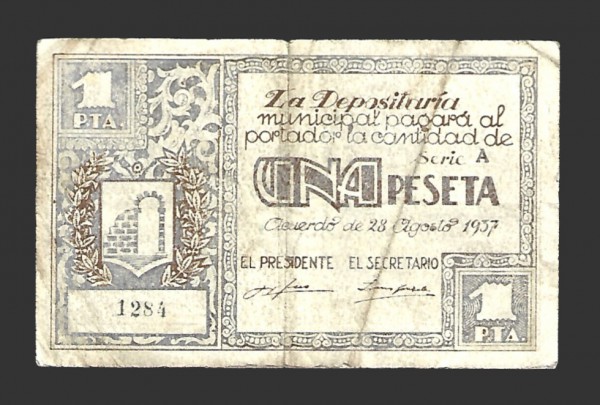 1
PTA.
La Depositaría
municipal pagará al
portador la cantidad de
Serie A
UNA PESETA
Acuerdo de 28 Agosto 1937
EL PRESIDENTE EL SECRETARIO
1284
1
PTA.